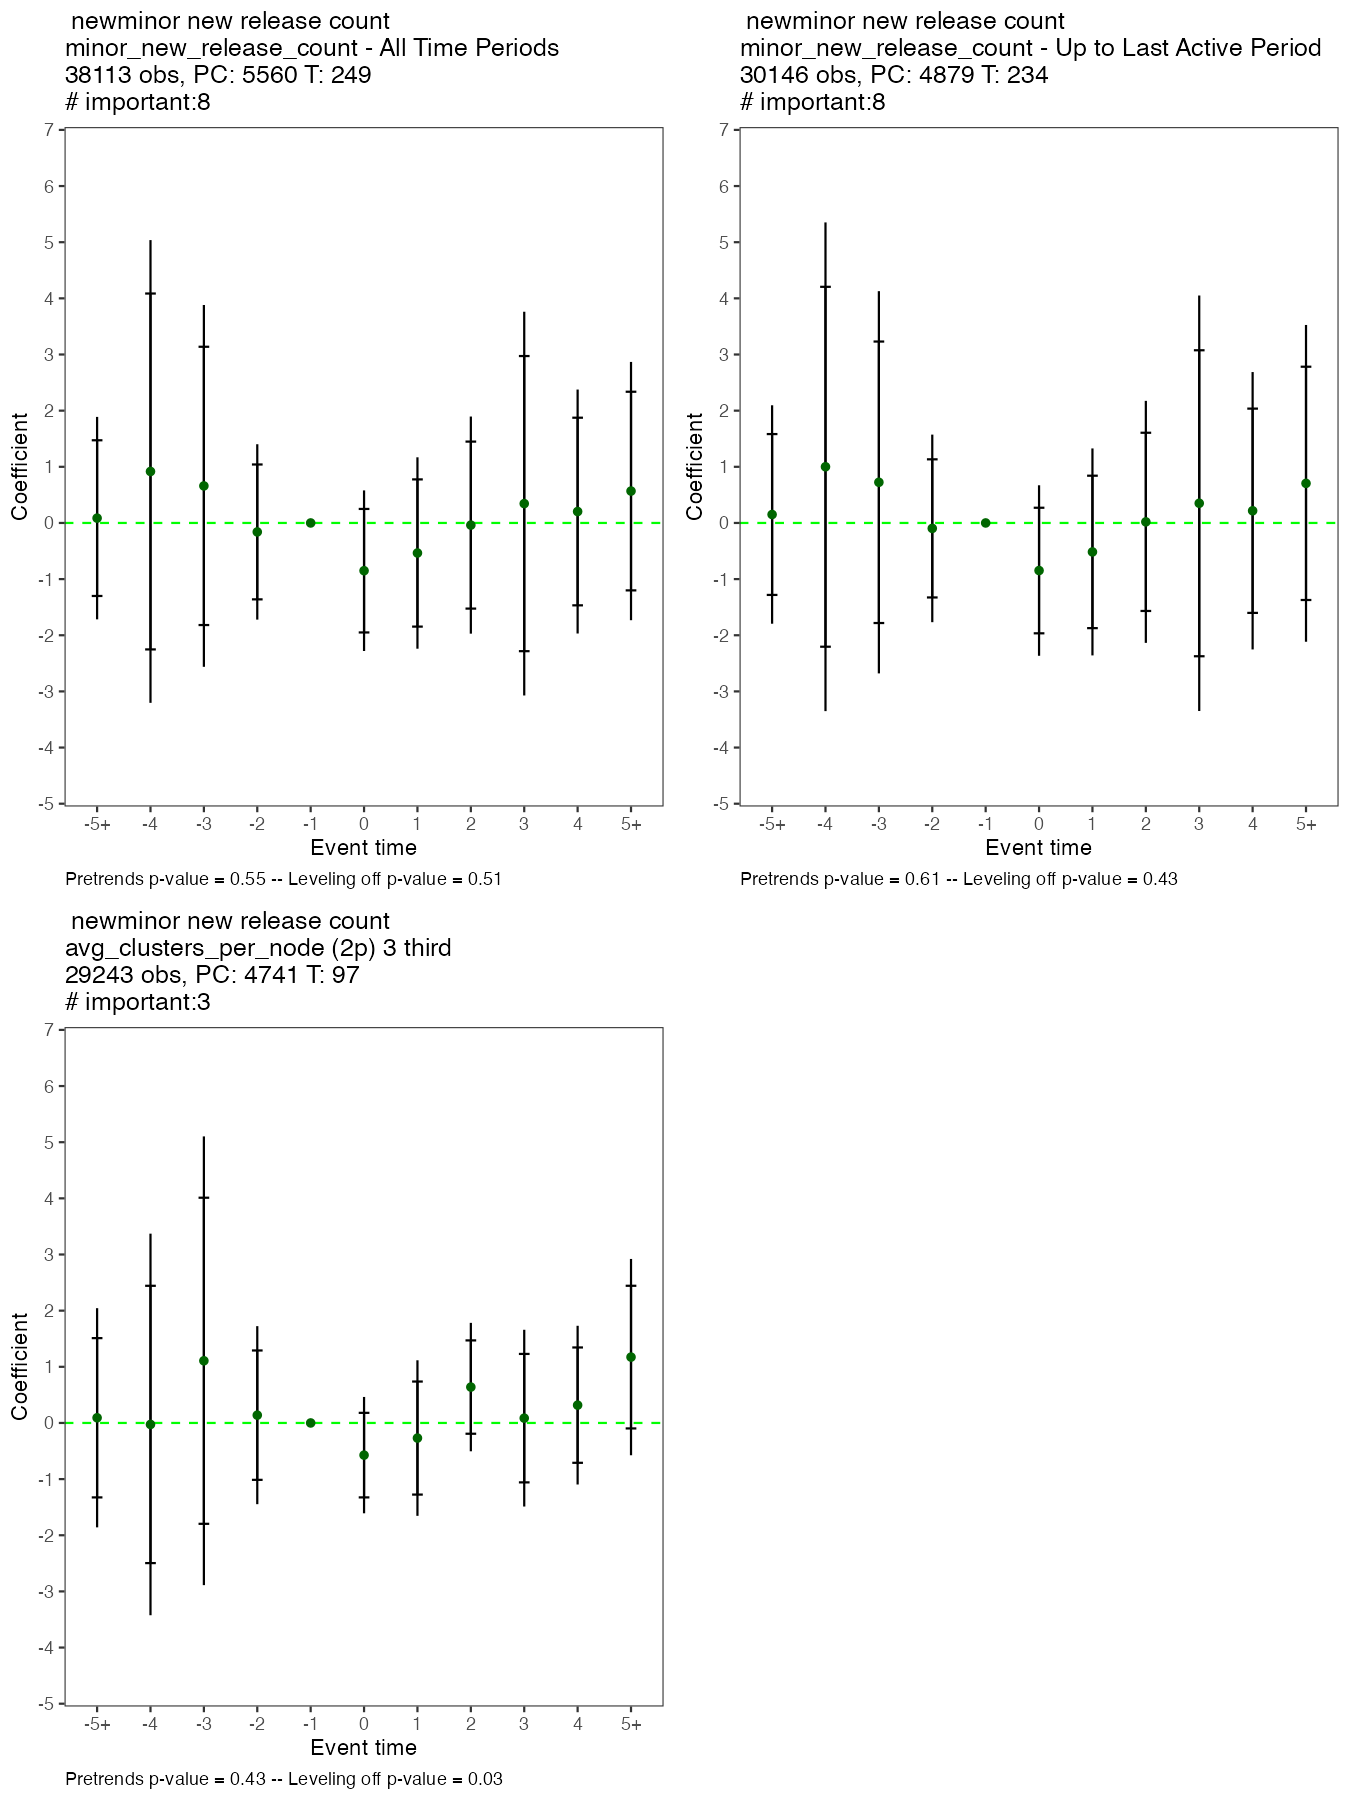 newminor new release count
minor_new_release_count - All Time Periods
38113 obs, PC: 5560 T: 249
# important:8
7
6
5
4
3
2
1
0
-1
-2
-3
-4
-5
Coefficient
-5+ -4 -3 -2 -1 0 1 2 3 4 5+
Event time
Pretrends p-value = 0.55 -- Leveling off p-value = 0.51
newminor new release count
minor_new_release_count - Up to Last Active Period
30146 obs, PC: 4879 T: 234
# important:8
7
6
5
4
3
2
1
0
-1
-2
-3
-4
-5
Coefficient
-5+ -4 -3 -2 -1 0 1 2 3 4 5+
Event time
Pretrends p-value = 0.61 -- Leveling off p-value = 0.43
newminor new release count
avg_clusters_per_node (2p) 3 third
29243 obs, PC: 4741 T: 97
# important:3
7
6
5
4
3
2
1
0
-1
-2
-3
-4
-5
Coefficient
-5+ -4 -3 -2 -1 0 1 2 3 4 5+
Event time
Pretrends p-value = 0.43 -- Leveling off p-value = 0.03